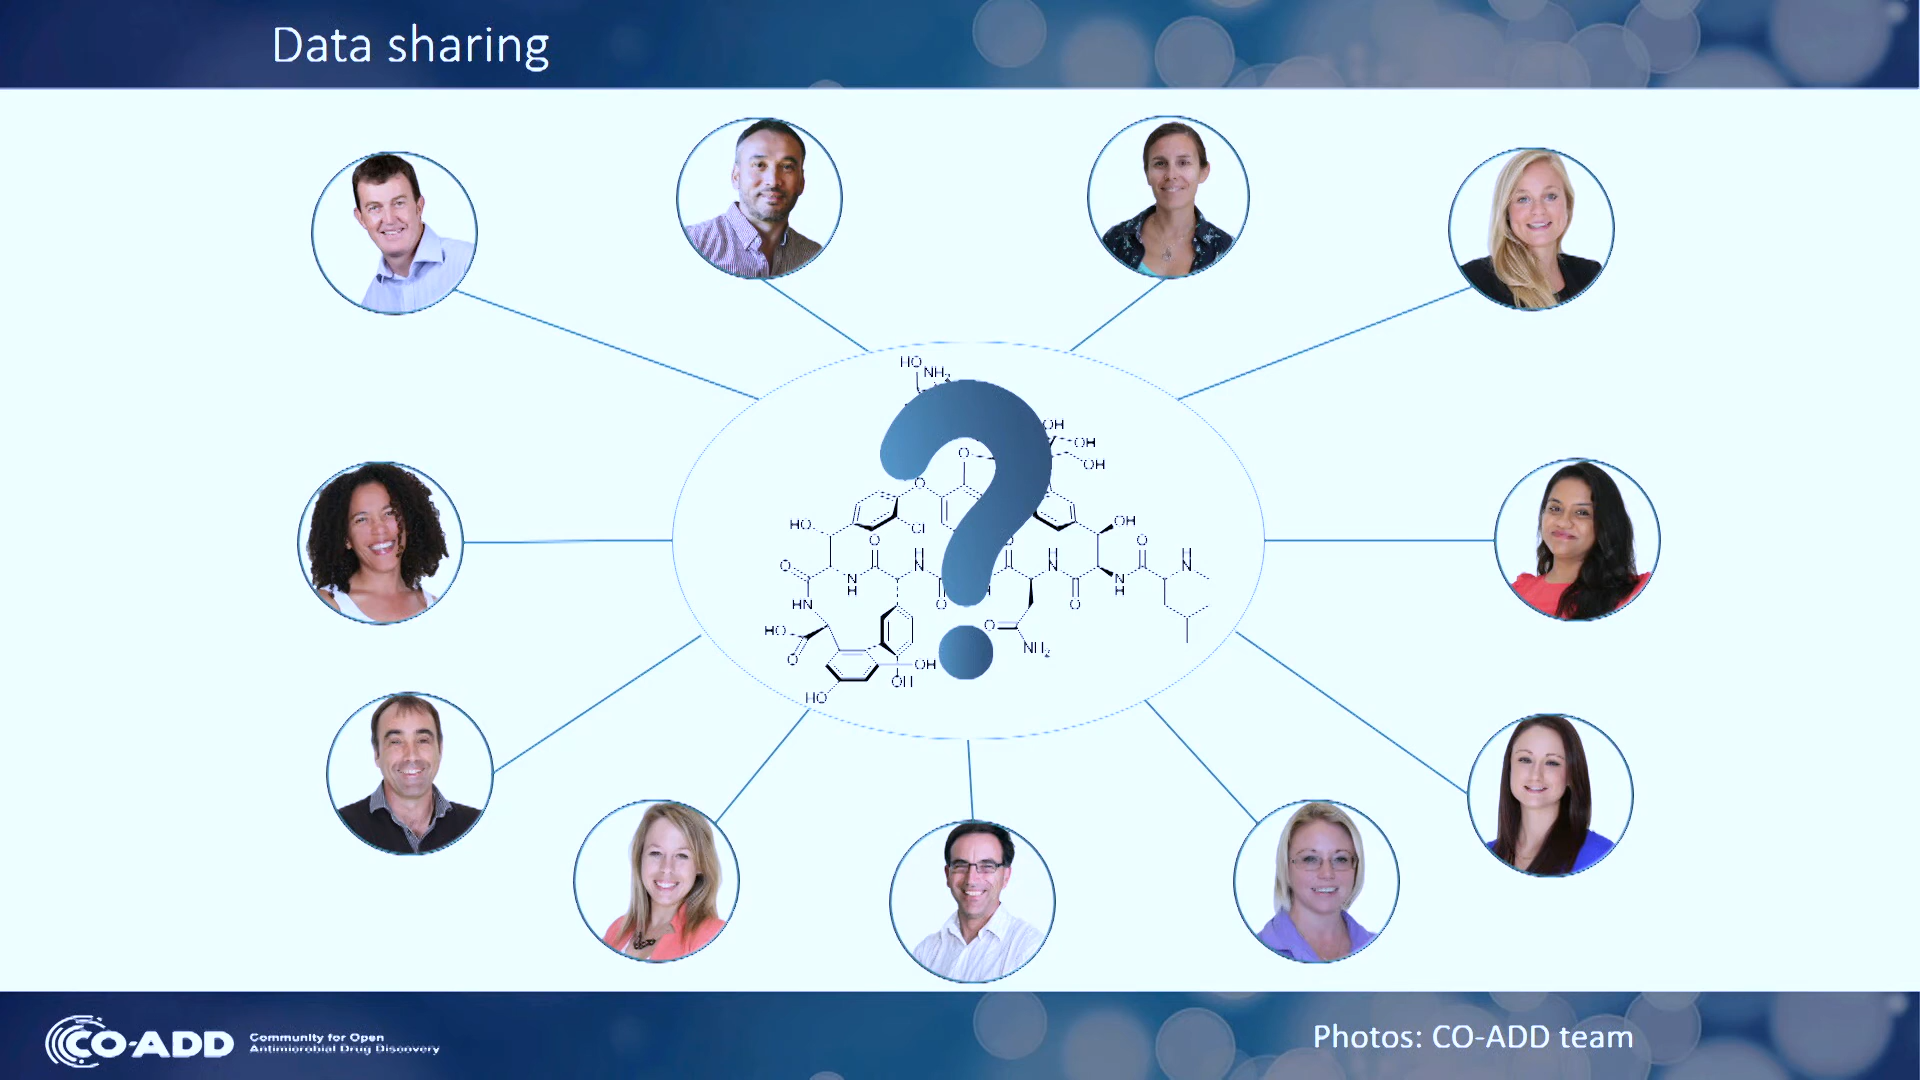 Data sharing
HO
NH2
OH
OH
OH
O
O
HO
Cl
OH
O
O
O
H
N
O
H
N
O
H
N
N
H
O
O
N
H
HN
O
HO
O
O
NH2
OH
OH
HO
CO-ADD
Community for Open
Antimicrobial Drug Discovery
Photos: CO-ADD team